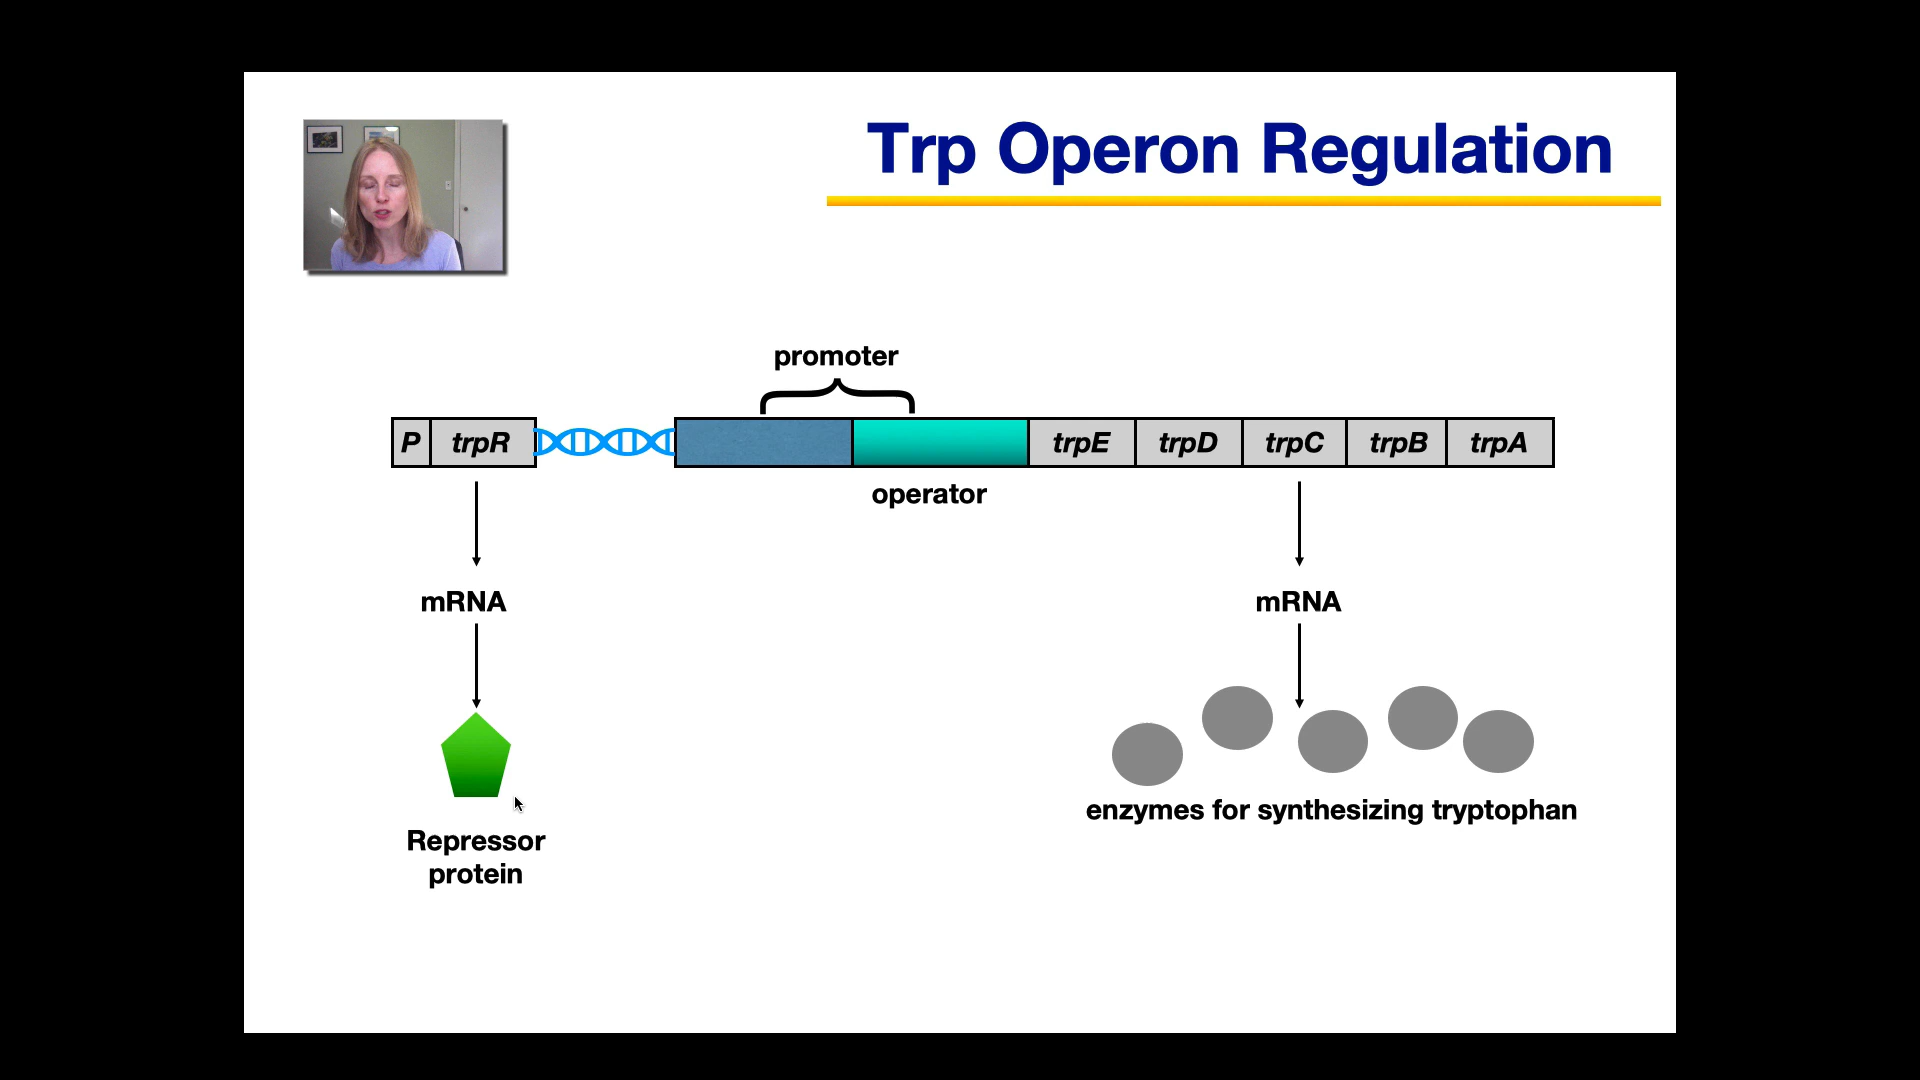 Trp Operon Regulation
promoter
P trpR trpE trpD trpC trpB trpA
operator
mRNA mRNA
enzymes for synthesizing tryptophan
Repressor
protein